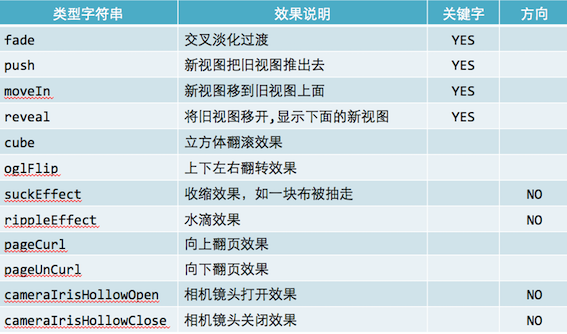 类型字符串 效果说明 关键字 方向
fade 交叉淡化过渡 YES
push 新视图把旧视图推出去 YES
moveIn 新视图移到旧视图上面 YES
reveal 将旧视图移开,显示下面的新视图 YES
cube 立方体翻滚效果
oglFlip 上下左右翻转效果
suckEffect 收缩效果，如一块布被抽走 NO
rippleEffect 水滴效果 NO
pageCurl 向上翻页效果
pageUnCurl 向下翻页效果
cameraIrisHollowOpen 相机镜头打开效果 NO
cameraIrisHollowClose 相机镜头关闭效果 NO